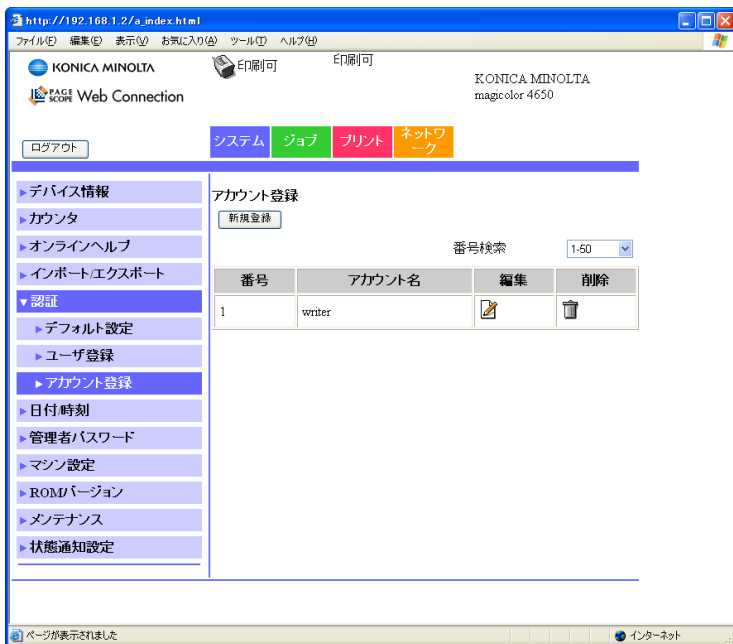 http://192.168.1.2/a_index.html
ファイル(F) 編集(E) 表示(V) お気に入り(A) ツール(T) ヘルプ(H)
KONICA MINOLTA
印刷可
印刷可
PAGE SCOPE Web Connection
KONICA MINOLTA
magicolor 4650
ログアウト
システム
ジョブ
プリント
ネットワ
ーク
デバイス情報
カウンタ
オンラインヘルプ
インポート/エクスポート
認証
デフォルト設定
ユーザ登録
アカウント登録
日付/時刻
管理者パスワード
マシン設定
ROMバージョン
メンテナンス
状態通知設定
アカウント登録
新規登録
番号検索 1-50
番号 アカウント名 編集 削除
1 writer
ページが表示されました
インターネット